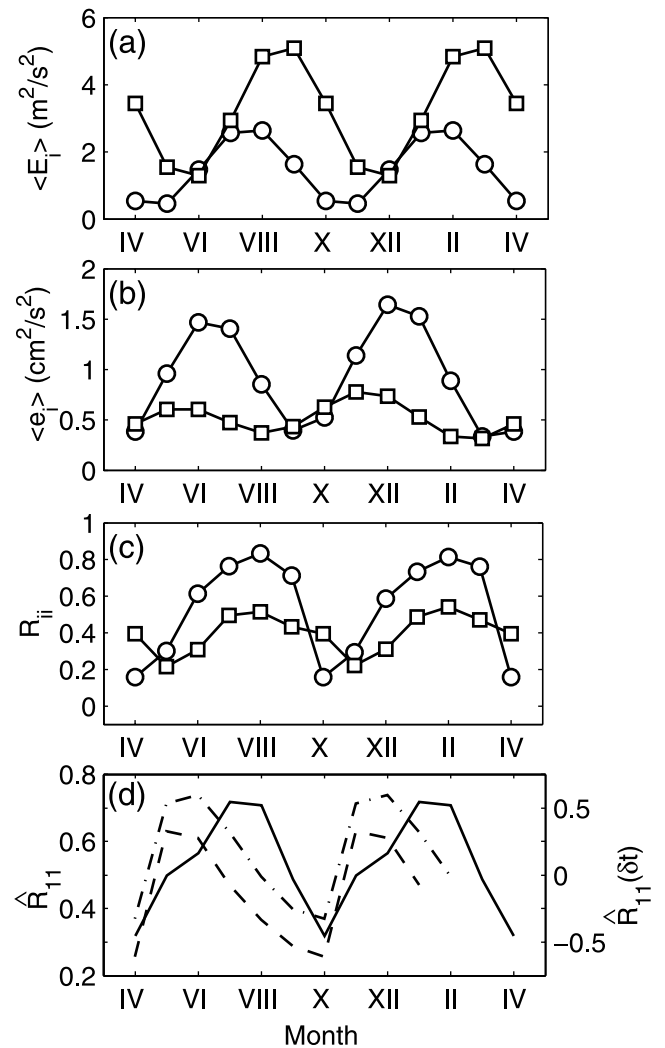 (a)
<E_i> (m²/s²)
6
4
2
0
IV VI VIII X XII II IV
(b)
<e_i> (cm²/s²)
2
1.5
1
0.5
0
IV VI VIII X XII II IV
(c)
R_ii
1
0.8
0.6
0.4
0.2
0
IV VI VIII X XII II IV
(d)
R̂_11
0.8
0.6
0.4
0.2
R̂_11(δt)
0.5
0
−0.5
IV VI VIII X XII II IV
Month